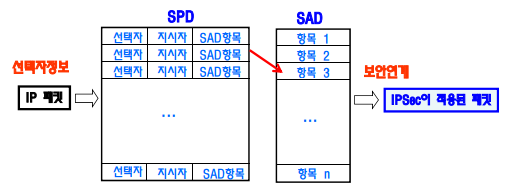 SPD
SAD
선택자 지시자 SAD항목
항목 1
선택자 지시자 SAD항목
항목 2
선택자정보
선택자 지시자 SAD항목
항목 3
보안연계
IP 패킷
IPSec이 적용된 패킷
...
...
선택자 지시자 SAD항목
항목 n